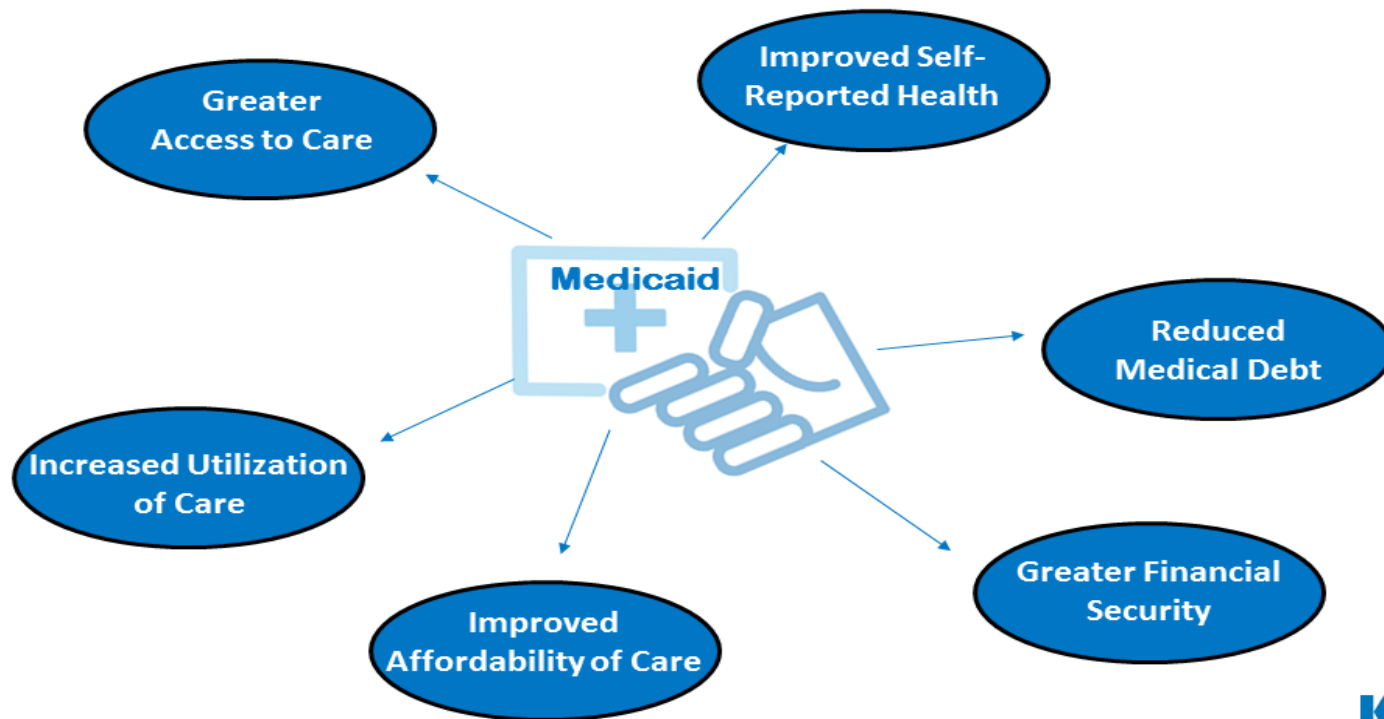 Improved Self-
Reported Health
Greater
Access to Care
Medicaid
Reduced
Medical Debt
Increased Utilization
of Care
Greater Financial
Security
Improved
Affordability of Care